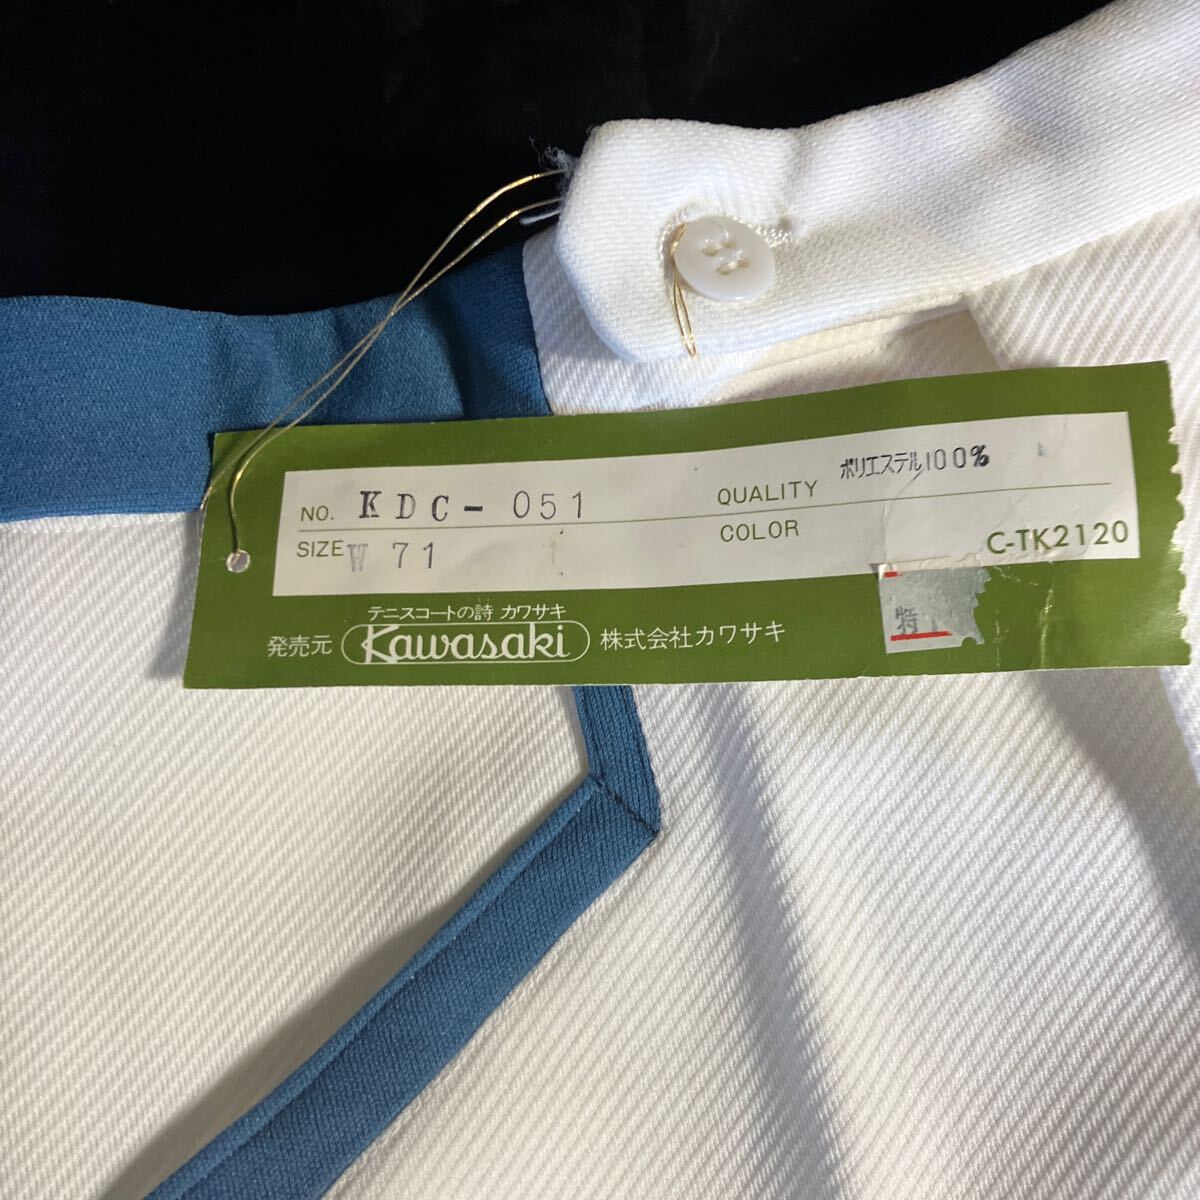 NO. KDC-051 QUALITY ポリエステル100%
SIZE W 71 COLOR
C-TK2120
テニスコートの詩 カワサキ
発売元 Kawasaki 株式会社カワサキ
特